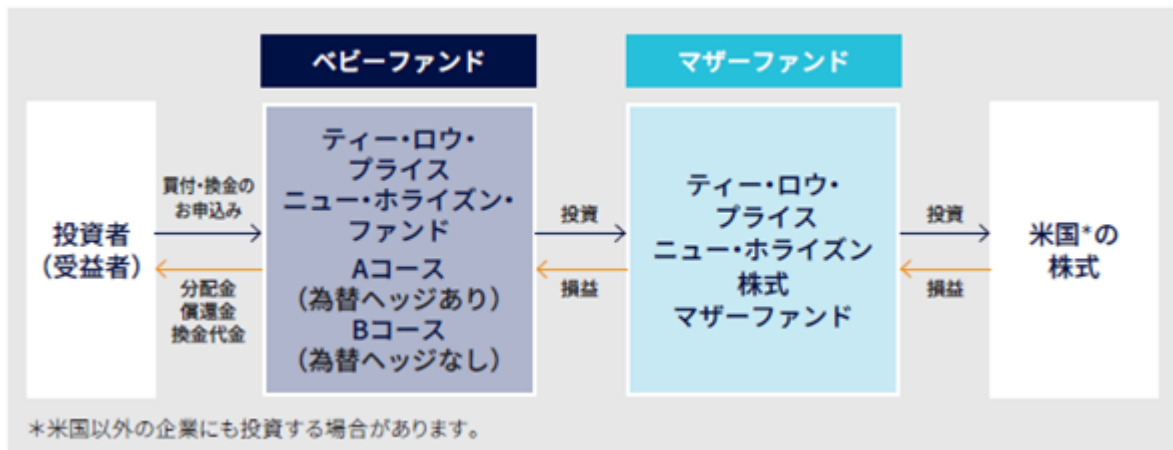 ベビーファンド
マザーファンド
投資者
（受益者）
買付・換金の
お申込み
分配金
償還金
換金代金
ティー・ロウ・
プライス
ニュー・ホライズン・
ファンド
Aコース
（為替ヘッジあり）
Bコース
（為替ヘッジなし）
投資
損益
ティー・ロウ・
プライス
ニュー・ホライズン
株式
マザーファンド
投資
損益
米国*の
株式
＊米国以外の企業にも投資する場合があります。